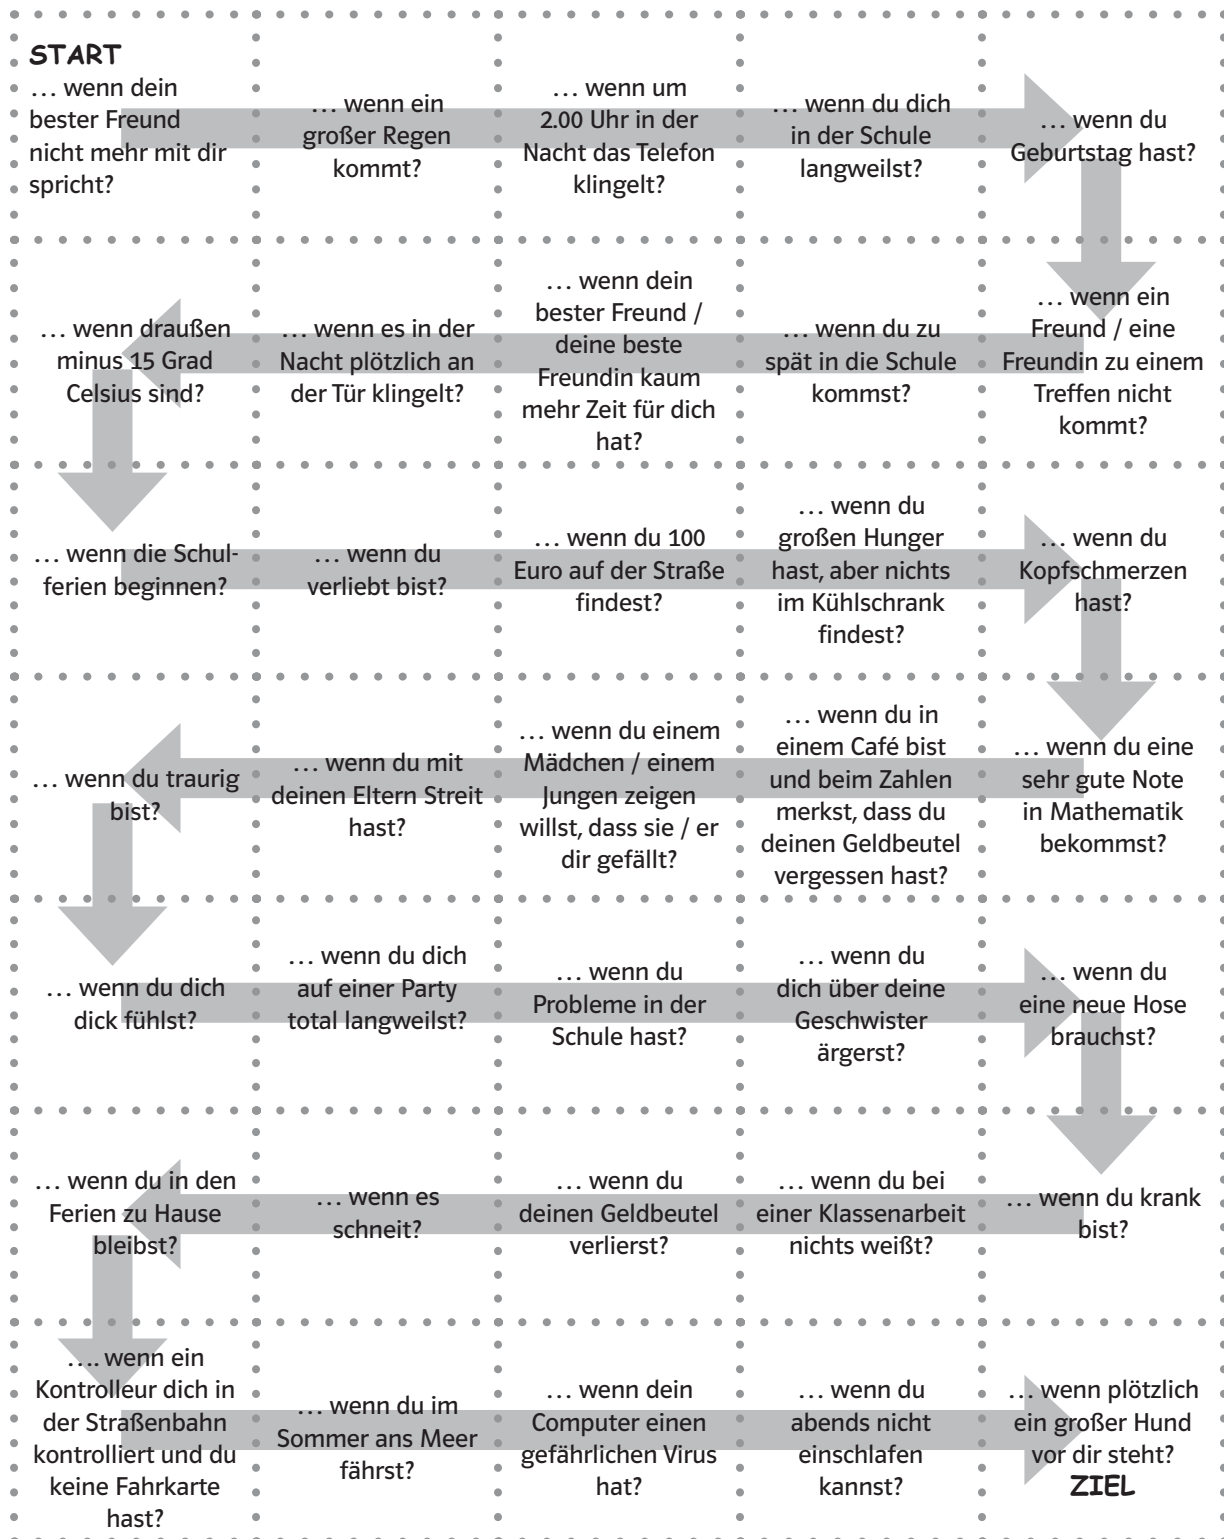 START
… wenn dein
bester Freund
nicht mehr mit dir
spricht?
… wenn ein
großer Regen
kommt?
… wenn um
2.00 Uhr in der
Nacht das Telefon
klingelt?
… wenn du dich
in der Schule
langweilst?
… wenn du
Geburtstag hast?
… wenn draußen
minus 15 Grad
Celsius sind?
… wenn es in der
Nacht plötzlich an
der Tür klingelt?
… wenn dein
bester Freund /
deine beste
Freundin kaum
mehr Zeit für dich
hat?
… wenn du zu
spät in die Schule
kommst?
… wenn ein
Freund / eine
Freundin zu einem
Treffen nicht
kommt?
… wenn die Schul-
ferien beginnen?
… wenn du
verliebt bist?
… wenn du 100
Euro auf der Straße
findest?
… wenn du
großen Hunger
hast, aber nichts
im Kühlschrank
findest?
… wenn du
Kopfschmerzen
hast?
… wenn du traurig
bist?
… wenn du mit
deinen Eltern Streit
hast?
… wenn du einem
Mädchen / einem
Jungen zeigen
willst, dass sie / er
dir gefällt?
… wenn du in
einem Café bist
und beim Zahlen
merkst, dass du
deinen Geldbeutel
vergessen hast?
… wenn du eine
sehr gute Note
in Mathematik
bekommst?
… wenn du dich
dick fühlst?
… wenn du dich
auf einer Party
total langweilst?
… wenn du
Probleme in der
Schule hast?
… wenn du
dich über deine
Geschwister
ärgerst?
… wenn du
eine neue Hose
brauchst?
… wenn du in den
Ferien zu Hause
bleibst?
… wenn es
schneit?
… wenn du
deinen Geldbeutel
verlierst?
… wenn du bei
einer Klassenarbeit
nichts weißt?
… wenn du krank
bist?
…. wenn ein
Kontrolleur dich in
der Straßenbahn
kontrolliert und du
keine Fahrkarte
hast?
… wenn du im
Sommer ans Meer
fährst?
… wenn dein
Computer einen
gefährlichen Virus
hat?
… wenn du
abends nicht
einschlafen
kannst?
… wenn plötzlich
ein großer Hund
vor dir steht?
ZIEL